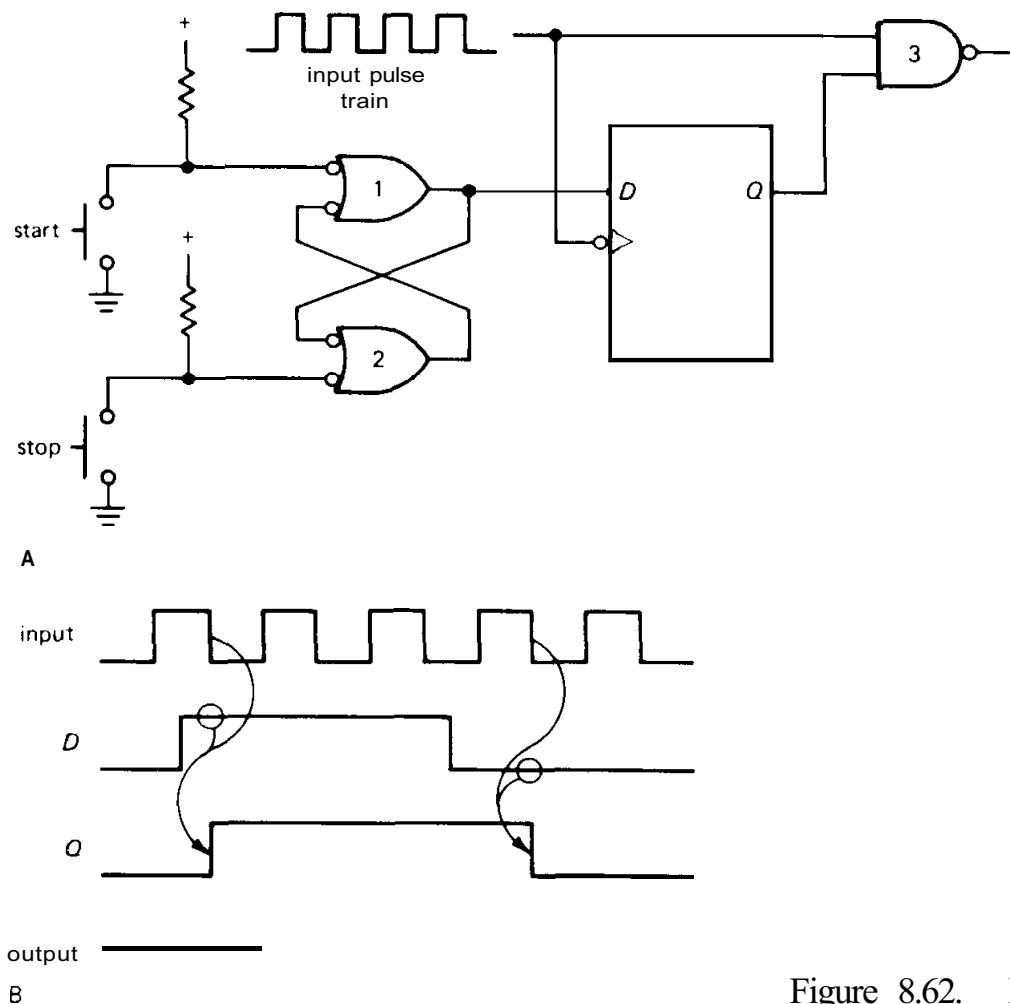 +
input pulse
train
3
1
D
Q
start
+
2
stop
A
input
D
Q
output
B
Figure 8.62.